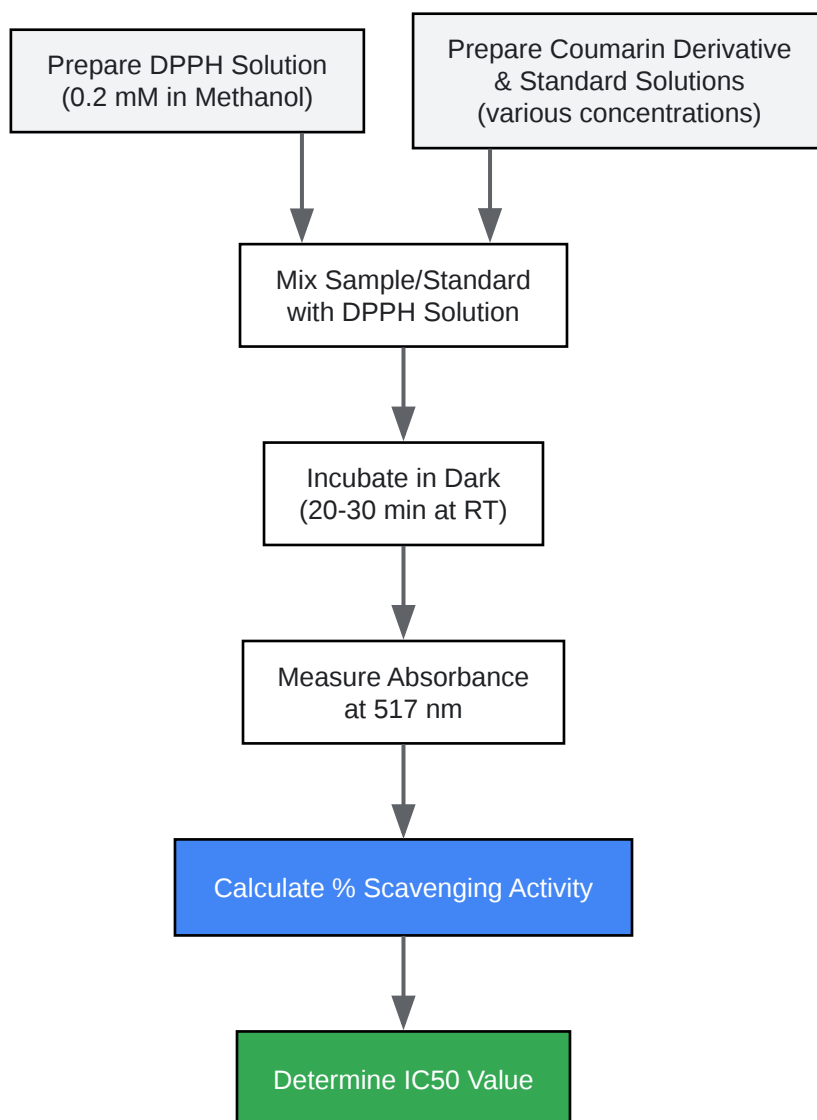 Prepare DPPH Solution
(0.2 mM in Methanol)
Prepare Coumarin Derivative
& Standard Solutions
(various concentrations)
Mix Sample/Standard
with DPPH Solution
Incubate in Dark
(20-30 min at RT)
Measure Absorbance
at 517 nm
Calculate % Scavenging Activity
Determine IC50 Value